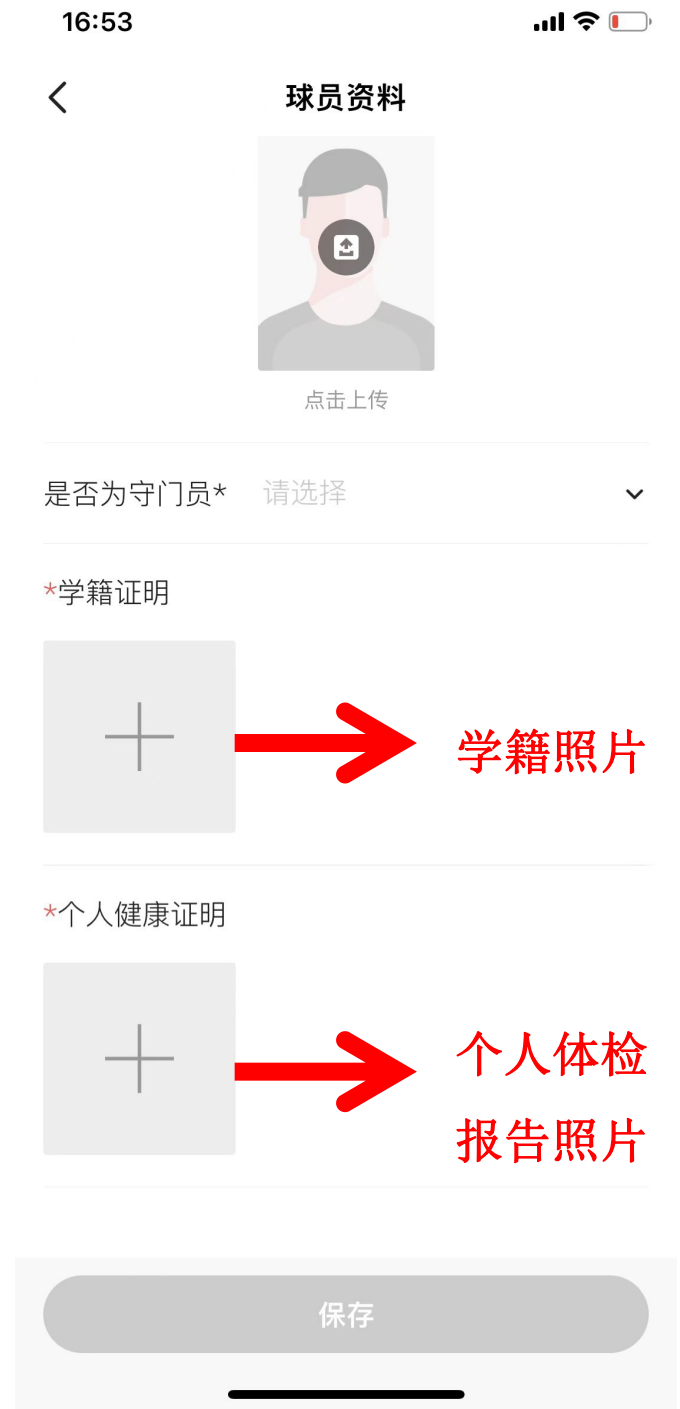 16:53
球员资料
点击上传
是否为守门员* 请选择
*学籍证明
学籍照片
*个人健康证明
个人体检
报告照片
保存